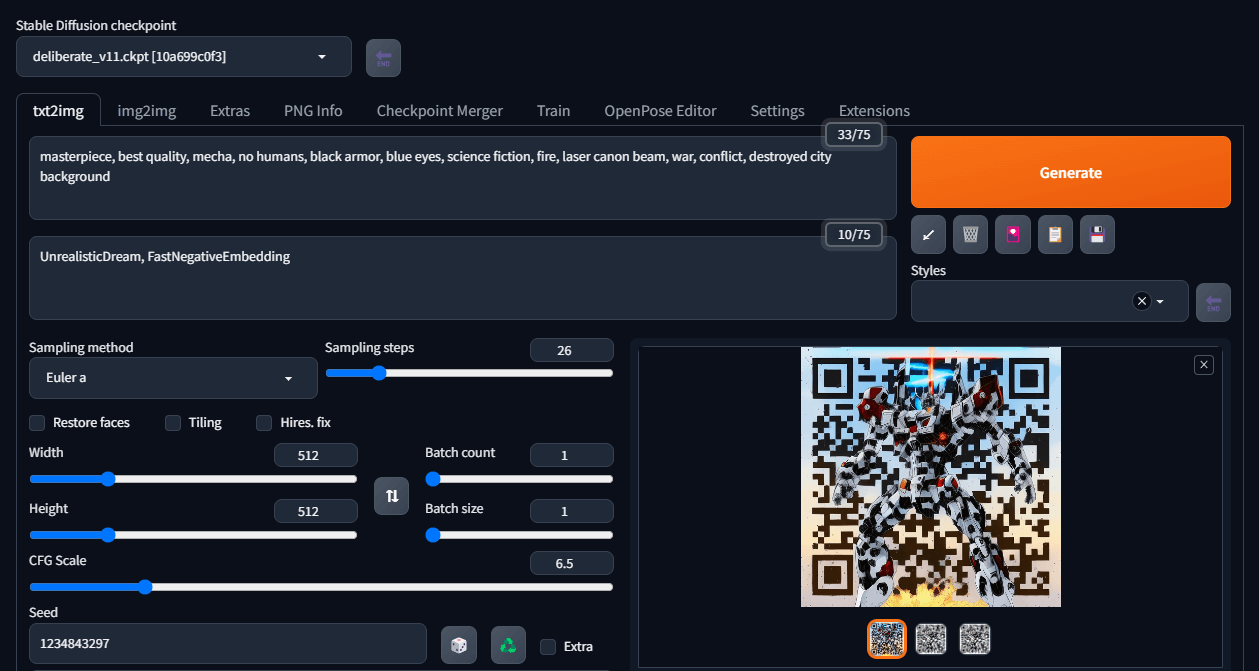 Stable Diffusion checkpoint
deliberate_v11.ckpt [10a699c0f3]
END
txt2img img2img Extras PNG Info Checkpoint Merger Train OpenPose Editor Settings Extensions
33/75
masterpiece, best quality, mecha, no humans, black armor, blue eyes, science fiction, fire, laser canon beam, war, conflict, destroyed city
background
Generate
10/75
UnrealisticDream, FastNegativeEmbedding
Styles
END
Sampling method
Euler a
Sampling steps 26
Restore faces Tiling Hires. fix
Width 512
Batch count 1
Height 512
Batch size 1
CFG Scale 6.5
Seed
1234843297
Extra